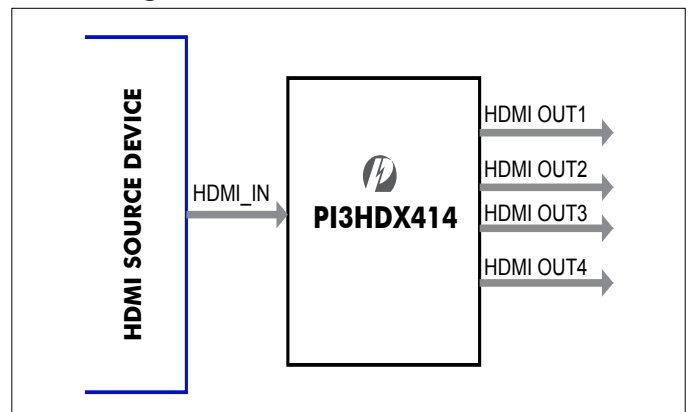 HDMI SOURCE DEVICE
HDMI_IN
PI3HDX414
HDMI OUT1
HDMI OUT2
HDMI OUT3
HDMI OUT4